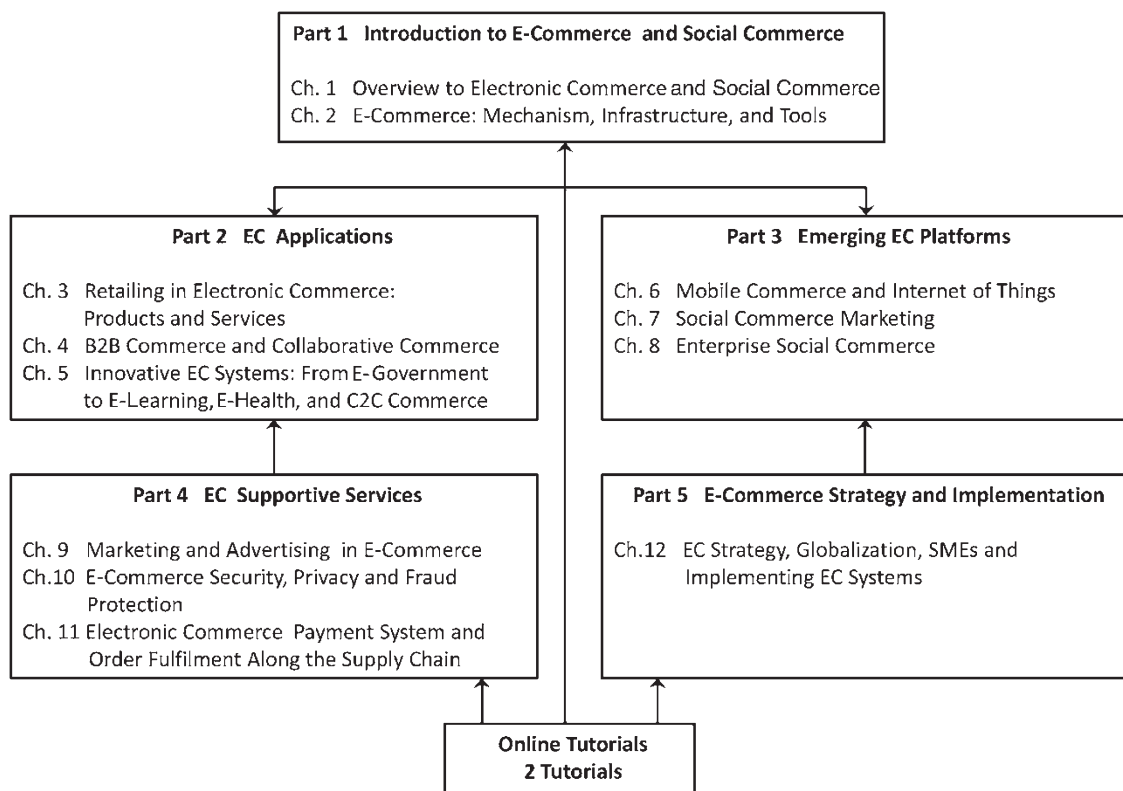 Part 1 Introduction to E-Commerce and Social Commerce
Ch. 1 Overview to Electronic Commerce and Social Commerce
Ch. 2 E-Commerce: Mechanism, Infrastructure, and Tools
Part 2 EC Applications
Ch. 3 Retailing in Electronic Commerce:
Products and Services
Ch. 4 B2B Commerce and Collaborative Commerce
Ch. 5 Innovative EC Systems: From E-Government
to E-Learning, E-Health, and C2C Commerce
Part 3 Emerging EC Platforms
Ch. 6 Mobile Commerce and Internet of Things
Ch. 7 Social Commerce Marketing
Ch. 8 Enterprise Social Commerce
Part 4 EC Supportive Services
Ch. 9 Marketing and Advertising in E-Commerce
Ch.10 E-Commerce Security, Privacy and Fraud
Protection
Ch. 11 Electronic Commerce Payment System and
Order Fulfilment Along the Supply Chain
Part 5 E-Commerce Strategy and Implementation
Ch.12 EC Strategy, Globalization, SMEs and
Implementing EC Systems
Online Tutorials
2 Tutorials